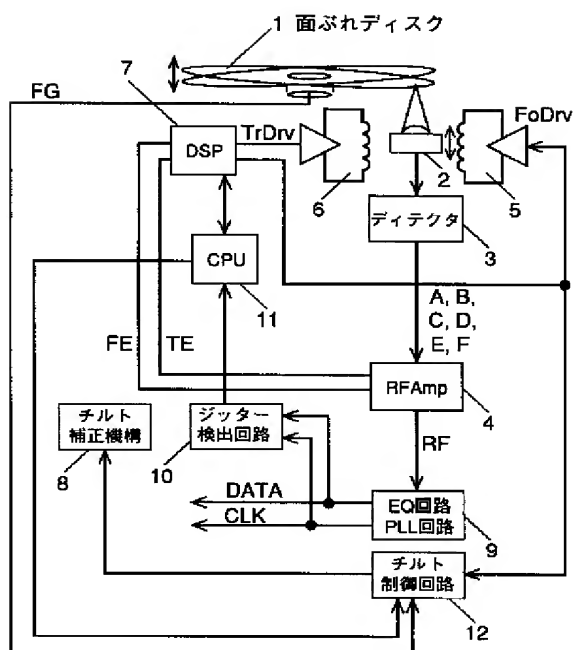 1 面ぶれディスク
7
FG
TrDrv
FoDrv
DSP
2
6
5
ディテクタ
3
CPU
11
A, B,
C, D,
E, F
FE
TE
RFAmp
4
チルト
補正機構
8
ジッター
検出回路
10
RF
DATA
CLK
EQ回路
PLL回路
9
チルト
制御回路
12